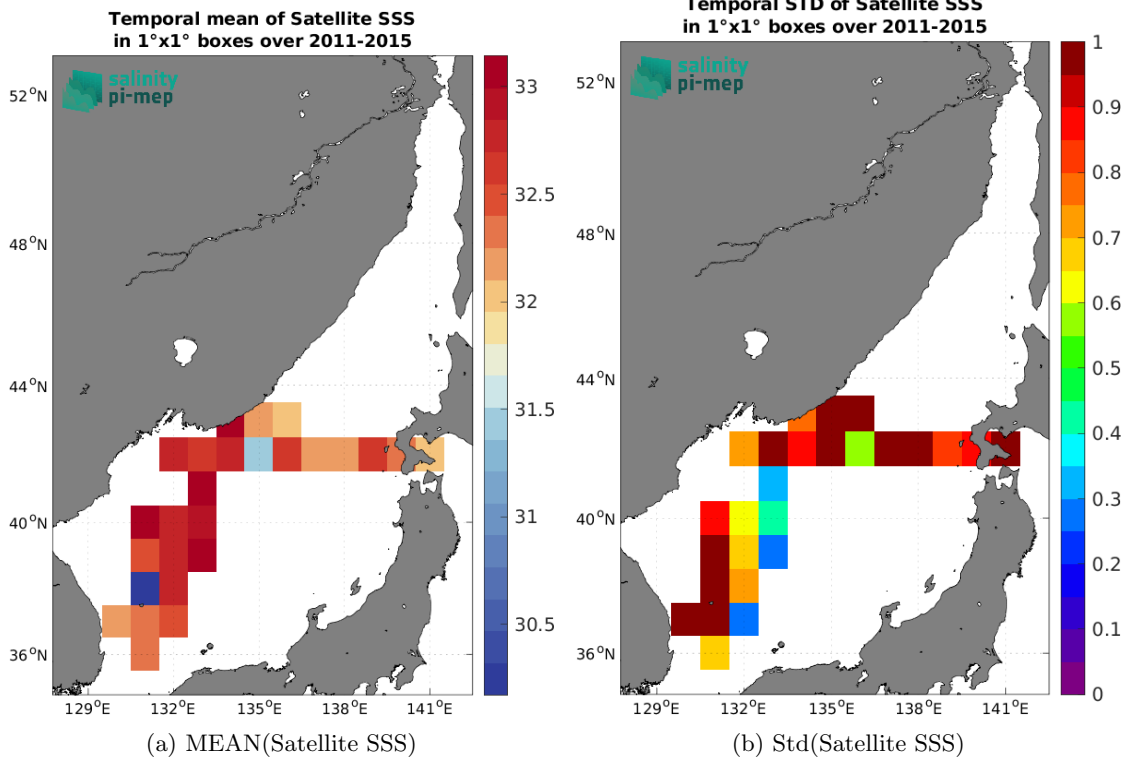 Temporal mean of Satellite SSS
in 1°x1° boxes over 2011-2015
salinity
pi-mep
52°N
48°N
44°N
40°N
36°N
129°E
132°E
135°E
138°E
141°E
33
32.5
32
31.5
31
30.5
(a) MEAN(Satellite SSS)
Temporal STD of Satellite SSS
in 1°x1° boxes over 2011-2015
salinity
pi-mep
52°N
48°N
44°N
40°N
36°N
129°E
132°E
135°E
138°E
141°E
1
0.9
0.8
0.7
0.6
0.5
0.4
0.3
0.2
0.1
0
(b) Std(Satellite SSS)